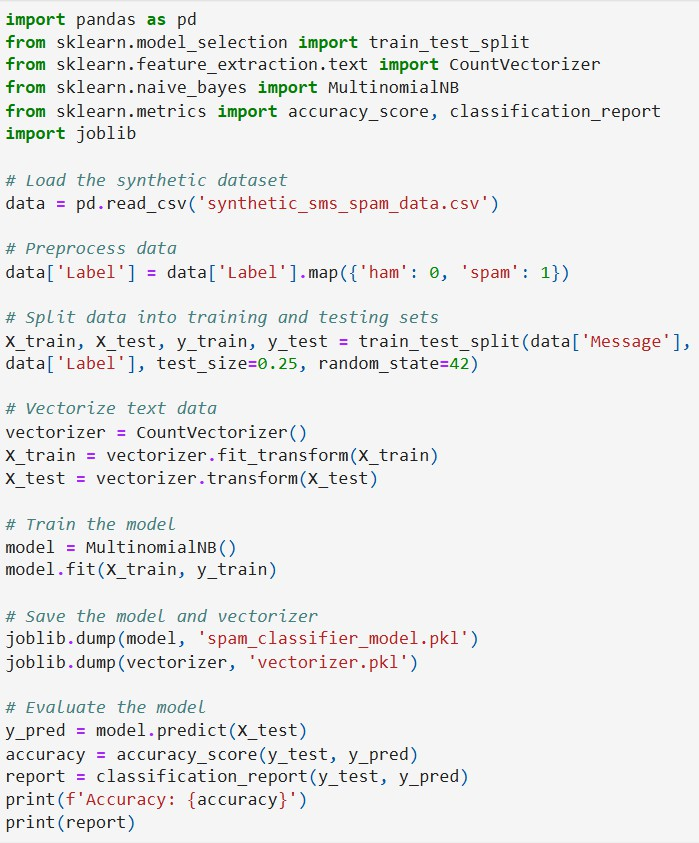 import pandas as pd
from sklearn.model_selection import train_test_split
from sklearn.feature_extraction.text import CountVectorizer
from sklearn.naive_bayes import MultinomialNB
from sklearn.metrics import accuracy_score, classification_report
import joblib

# Load the synthetic dataset
data = pd.read_csv('synthetic_sms_spam_data.csv')

# Preprocess data
data['Label'] = data['Label'].map({'ham': 0, 'spam': 1})

# Split data into training and testing sets
X_train, X_test, y_train, y_test = train_test_split(data['Message'],
data['Label'], test_size=0.25, random_state=42)

# Vectorize text data
vectorizer = CountVectorizer()
X_train = vectorizer.fit_transform(X_train)
X_test = vectorizer.transform(X_test)

# Train the model
model = MultinomialNB()
model.fit(X_train, y_train)

# Save the model and vectorizer
joblib.dump(model, 'spam_classifier_model.pkl')
joblib.dump(vectorizer, 'vectorizer.pkl')

# Evaluate the model
y_pred = model.predict(X_test)
accuracy = accuracy_score(y_test, y_pred)
report = classification_report(y_test, y_pred)
print(f'Accuracy: {accuracy}')
print(report)